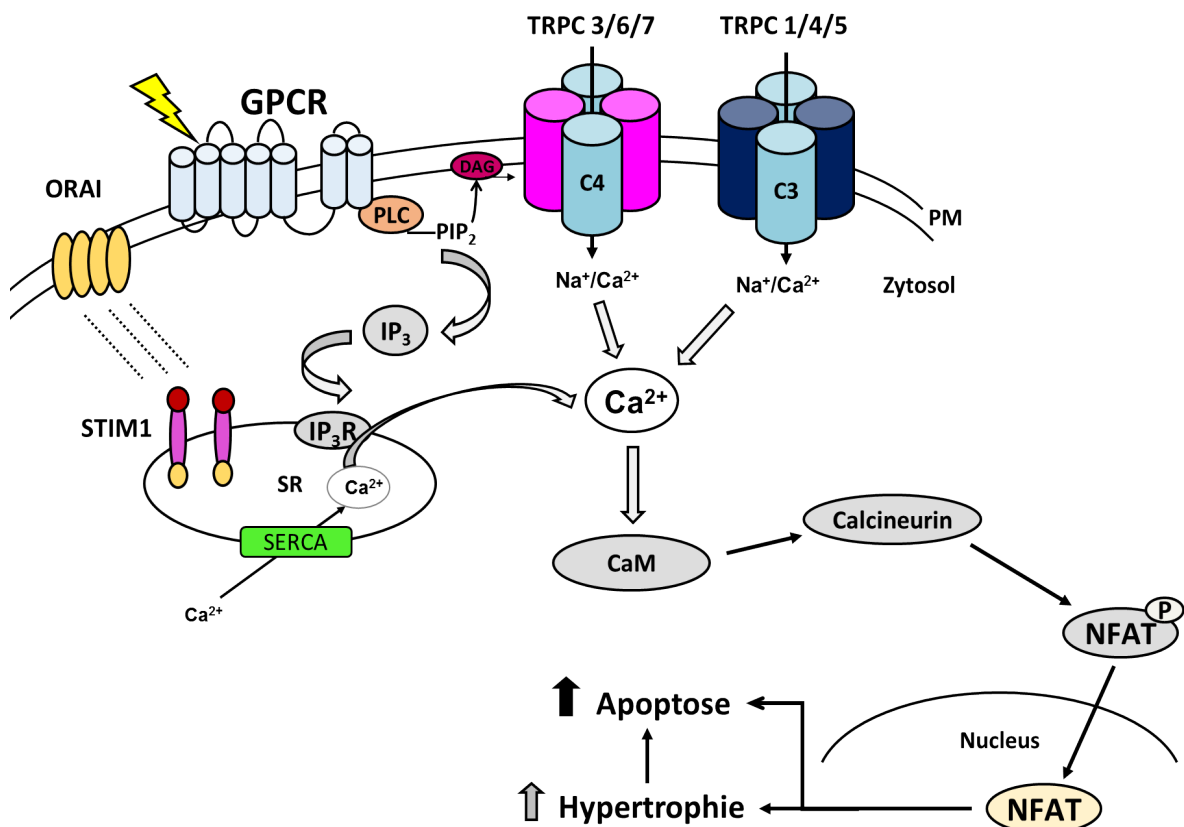 TRPC 3/6/7
TRPC 1/4/5
GPCR
ORAI
DAG
C4
C3
PLC
PIP₂
PM
Na⁺/Ca²⁺
Na⁺/Ca²⁺
Zytosol
IP₃
Ca²⁺
STIM1
IP₃R
SR
Ca²⁺
SERCA
Ca²⁺
CaM
Calcineurin
P
NFAT
Apoptose
Nucleus
Hypertrophie
NFAT